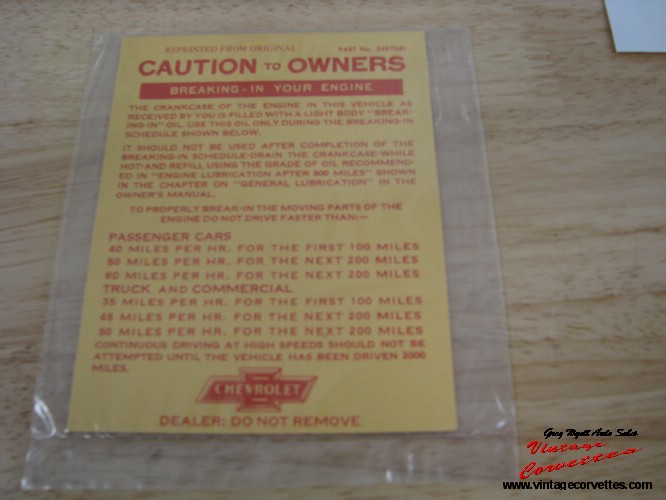 REPRINTED FROM ORIGINAL PART No. 3697081
CAUTION TO OWNERS
BREAKING-IN YOUR ENGINE
THE CRANKCASE OF THE ENGINE IN THIS VEHICLE AS
RECEIVED BY YOU IS FILLED WITH A LIGHT BODY "BREAK-
ING-IN" OIL. USE THIS OIL ONLY DURING THE BREAKING-IN
SCHEDULE SHOWN BELOW.
IT SHOULD NOT BE USED AFTER COMPLETION OF THE
BREAKING-IN SCHEDULE-DRAIN THE CRANKCASE-WHILE
HOT-AND REFILL USING THE GRADE OF OIL RECOMMEND-
ED IN "ENGINE LUBRICATION AFTER 500 MILES" SHOWN
IN THE CHAPTER ON "GENERAL LUBRICATION" IN THE
OWNER'S MANUAL.
TO PROPERLY BREAK-IN THE MOVING PARTS OF THE
ENGINE DO NOT DRIVE FASTER THAN:—
PASSENGER CARS
40 MILES PER HR. FOR THE FIRST 100 MILES
50 MILES PER HR. FOR THE NEXT 200 MILES
60 MILES PER HR. FOR THE NEXT 200 MILES
TRUCK AND COMMERCIAL
35 MILES PER HR. FOR THE FIRST 100 MILES
45 MILES PER HR. FOR THE NEXT 200 MILES
50 MILES PER HR. FOR THE NEXT 200 MILES
CONTINUOUS DRIVING AT HIGH SPEEDS SHOULD NOT BE
ATTEMPTED UNTIL THE VEHICLE HAS BEEN DRIVEN 2000
MILES.
CHEVROLET
DEALER: DO NOT REMOVE
Greg Wyatt Auto Sales
Vintage
Corvettes
www.vintagecorvettes.com